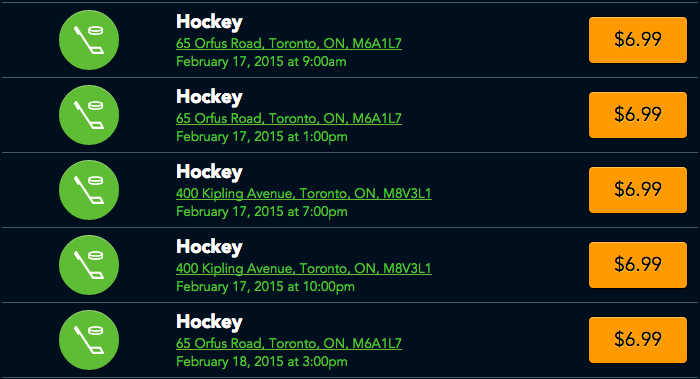 Hockey
65 Orfus Road, Toronto, ON, M6A1L7
February 17, 2015 at 9:00am
$6.99
Hockey
65 Orfus Road, Toronto, ON, M6A1L7
February 17, 2015 at 1:00pm
$6.99
Hockey
400 Kipling Avenue, Toronto, ON, M8V3L1
February 17, 2015 at 7:00pm
$6.99
Hockey
400 Kipling Avenue, Toronto, ON, M8V3L1
February 17, 2015 at 10:00pm
$6.99
Hockey
65 Orfus Road, Toronto, ON, M6A1L7
February 18, 2015 at 3:00pm
$6.99